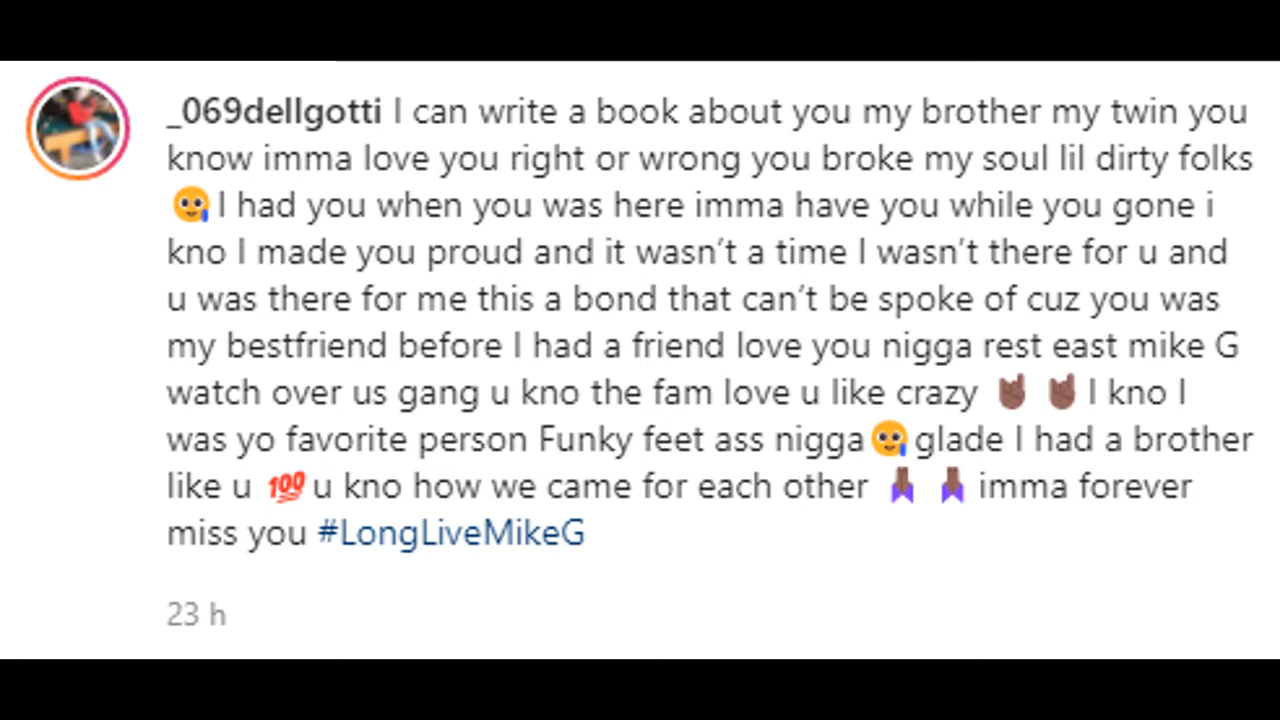 _069dellgotti I can write a book about you my brother my twin you
know imma love you right or wrong you broke my soul lil dirty folks
🥲I had you when you was here imma have you while you gone i
kno I made you proud and it wasn't a time I wasn't there for u and
u was there for me this a bond that can't be spoke of cuz you was
my bestfriend before I had a friend love you nigga rest east mike G
watch over us gang u kno the fam love u like crazy 🤘🏾 🤘🏾 I kno I
was yo favorite person Funky feet ass nigga🥲glade I had a brother
like u 💯u kno how we came for each other 🙏🏾 🙏🏾 imma forever
miss you #LongLiveMikeG
23 h